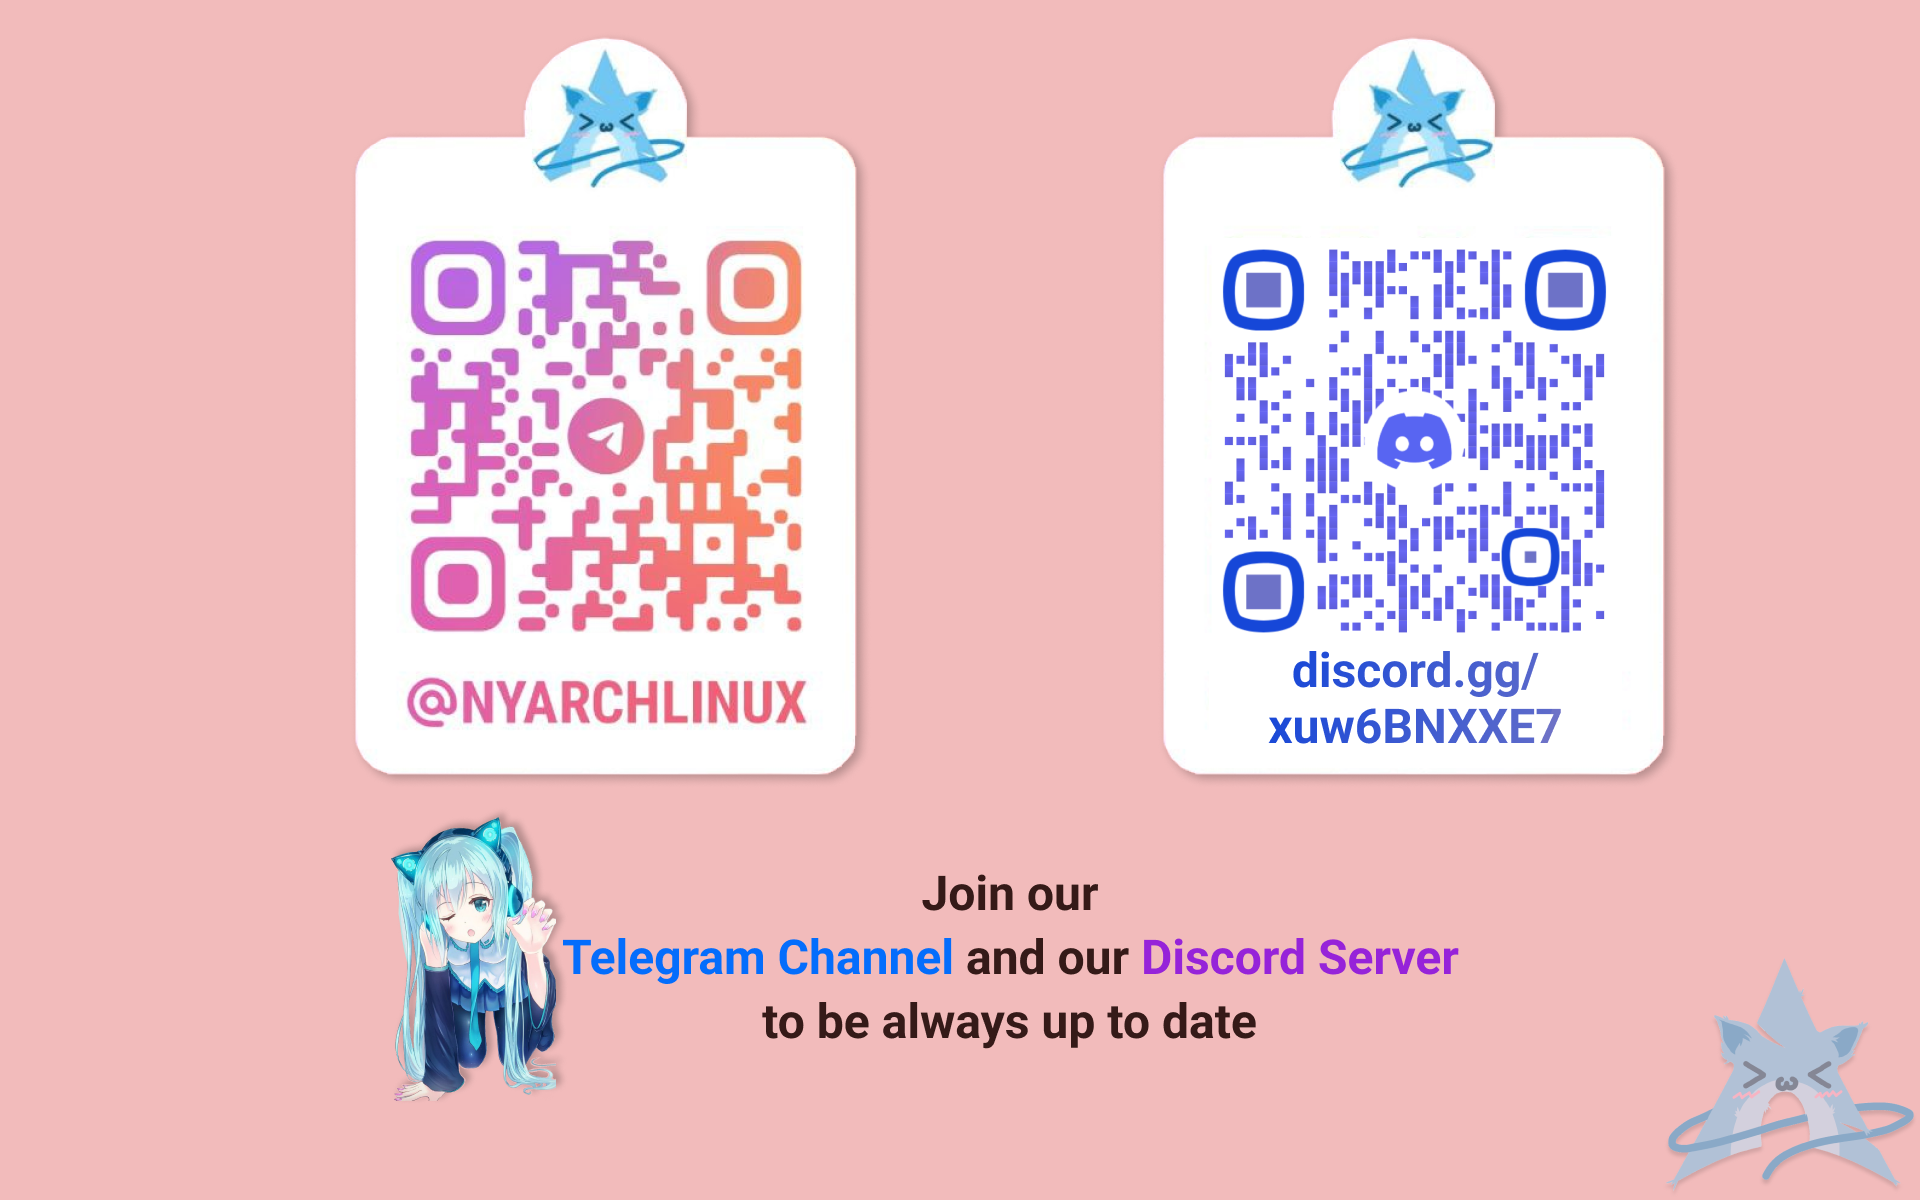 @NYARCHLINUX
discord.gg/
xuw6BNXXE7
Join our
Telegram Channel and our Discord Server
to be always up to date